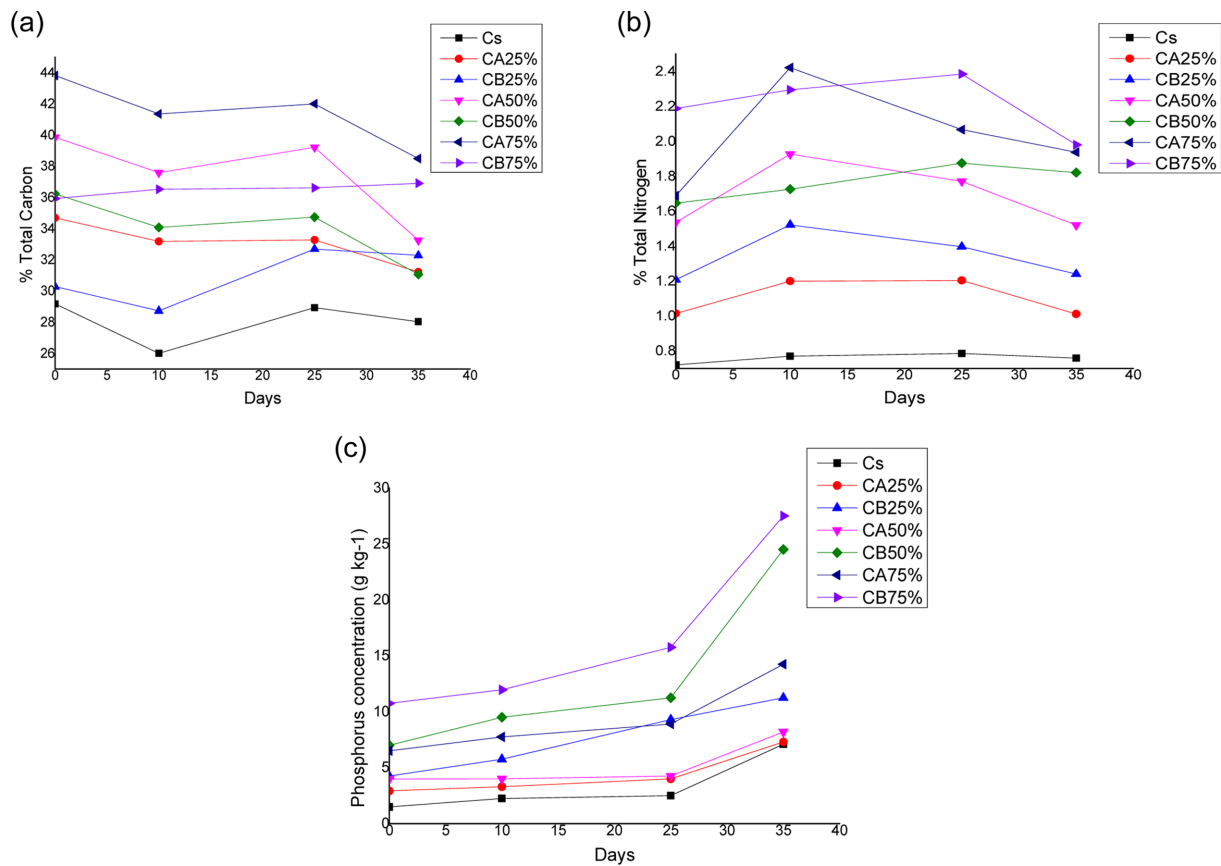 (a)
Cs
CA25%
CB25%
CA50%
CB50%
CA75%
CB75%
% Total Carbon
44
42
40
38
36
34
32
30
28
26
0 5 10 15 20 25 30 35 40
Days
(b)
Cs
CA25%
CB25%
CA50%
CB50%
CA75%
CB75%
% Total Nitrogen
2.4
2.2
2.0
1.8
1.6
1.4
1.2
1.0
0.8
0 5 10 15 20 25 30 35 40
Days
(c)
Cs
CA25%
CB25%
CA50%
CB50%
CA75%
CB75%
Phosphorus concentration (g kg-1)
30
25
20
15
10
5
0
0 5 10 15 20 25 30 35 40
Days